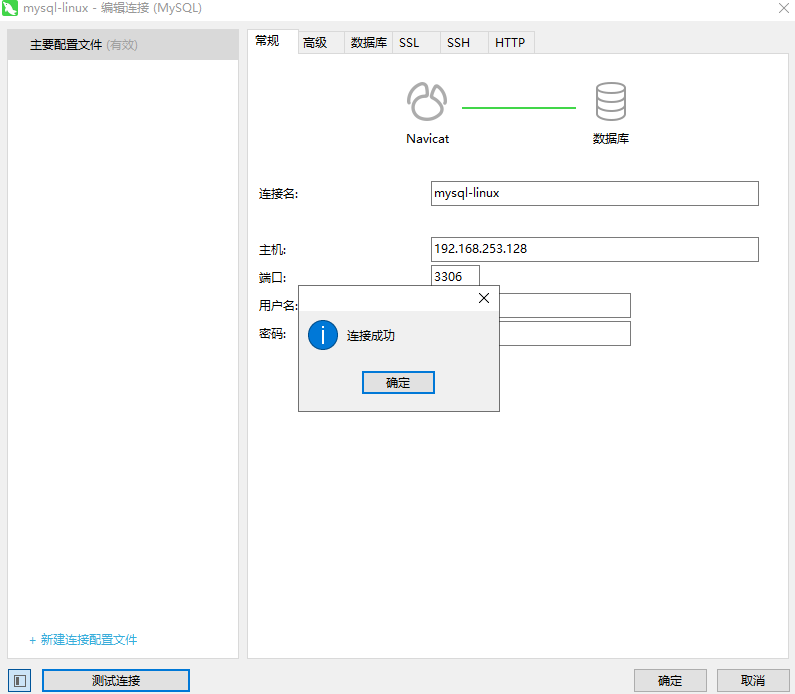 mysql-linux - 编辑连接 (MySQL)
主要配置文件 (有效)
常规 高级 数据库 SSL SSH HTTP
Navicat 数据库
连接名: mysql-linux
主机: 192.168.253.128
端口: 3306
用户名:
密码:
连接成功
确定
+ 新建连接配置文件
测试连接 确定 取消